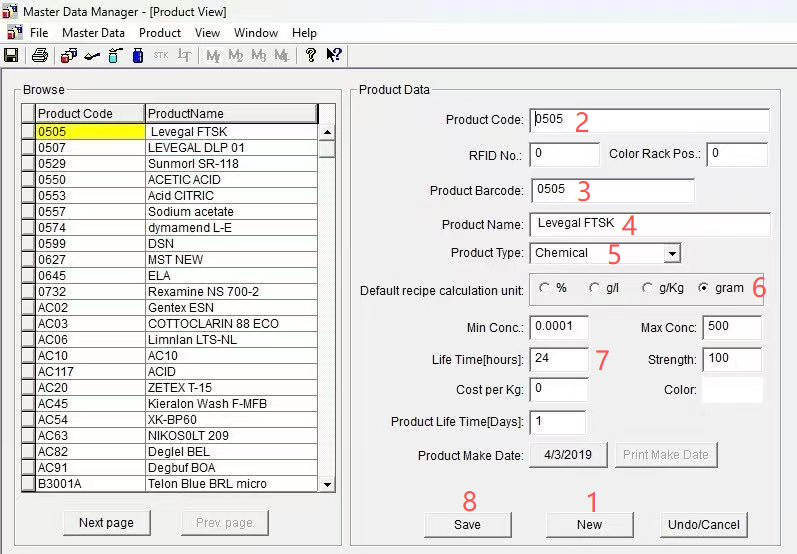 Master Data Manager - [Product View]
File Master Data Product View Window Help
STK LT M1 M2 M3 M4 ? ?
Browse
Product Code ProductName
0505 Levegal FTSK
0507 LEVEGAL DLP 01
0529 Sunmorl SR-118
0550 ACETIC ACID
0553 Acid CITRIC
0557 Sodium acetate
0574 dymamend L-E
0599 DSN
0627 MST NEW
0645 ELA
0732 Rexamine NS 700-2
AC02 Gentex ESN
AC03 COTTOCLARIN 88 ECO
AC06 Limnlan LTS-NL
AC10 AC10
AC117 ACID
AC20 ZETEX T-15
AC45 Kieralon Wash F-MFB
AC54 XK-BP60
AC63 NIKOS0LT 209
AC82 Deglel BEL
AC91 Degbuf BOA
B3001A Telon Blue BRL micro
Next page Prev. page
Product Data
Product Code: 0505 2
RFID No.: 0 Color Rack Pos.: 0
Product Barcode: 0505 3
Product Name: Levegal FTSK 4
Product Type: Chemical 5
Default recipe calculation unit: % g/l g/Kg gram 6
Min Conc.: 0.0001 Max Conc: 500
Life Time[hours]: 24 7 Strength: 100
Cost per Kg: 0 Color:
Product Life Time[Days]: 1
Product Make Date: 4/3/2019 Print Make Date
8 1
Save New Undo/Cancel